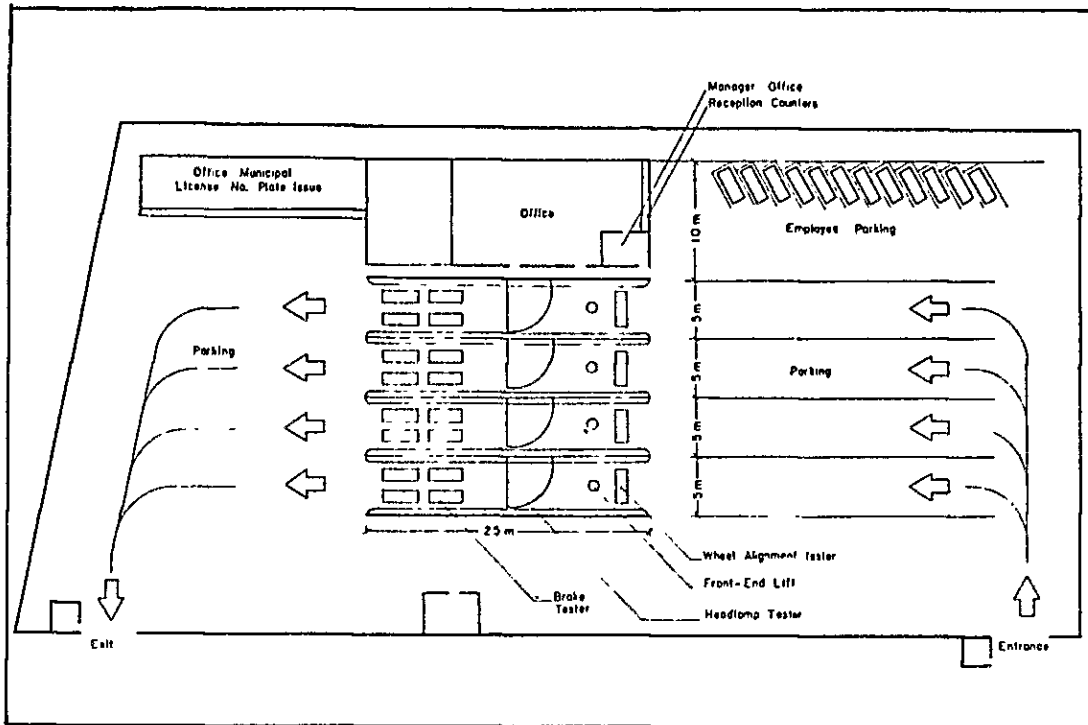 Manager Office
Reception Counters
Office Municipal
License No. Plate Issue
Office
10 m
Employee Parking
5 m
Parking
5 m
Parking
5 m
5 m
25 m
Wheel Alignment Tester
Front-End Lift
Brake
Tester
Headlamp Tester
Exit
Entrance